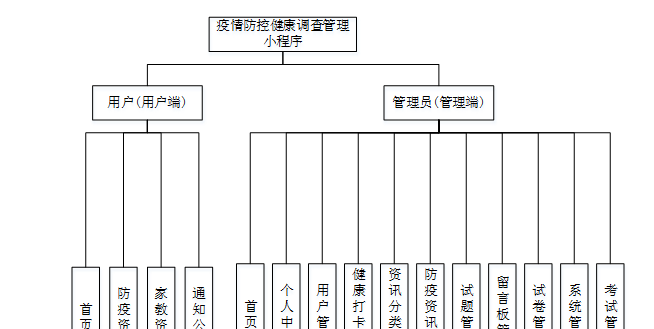 疫情防控健康调查管理
小程序
用户(用户端)
管理员(管理端)
首页
防疫资
家教资
通知公
首页
个人中
用户管
健康打卡
资讯分类
防疫资讯
试题管
留言板管
试卷管
系统管
考试管